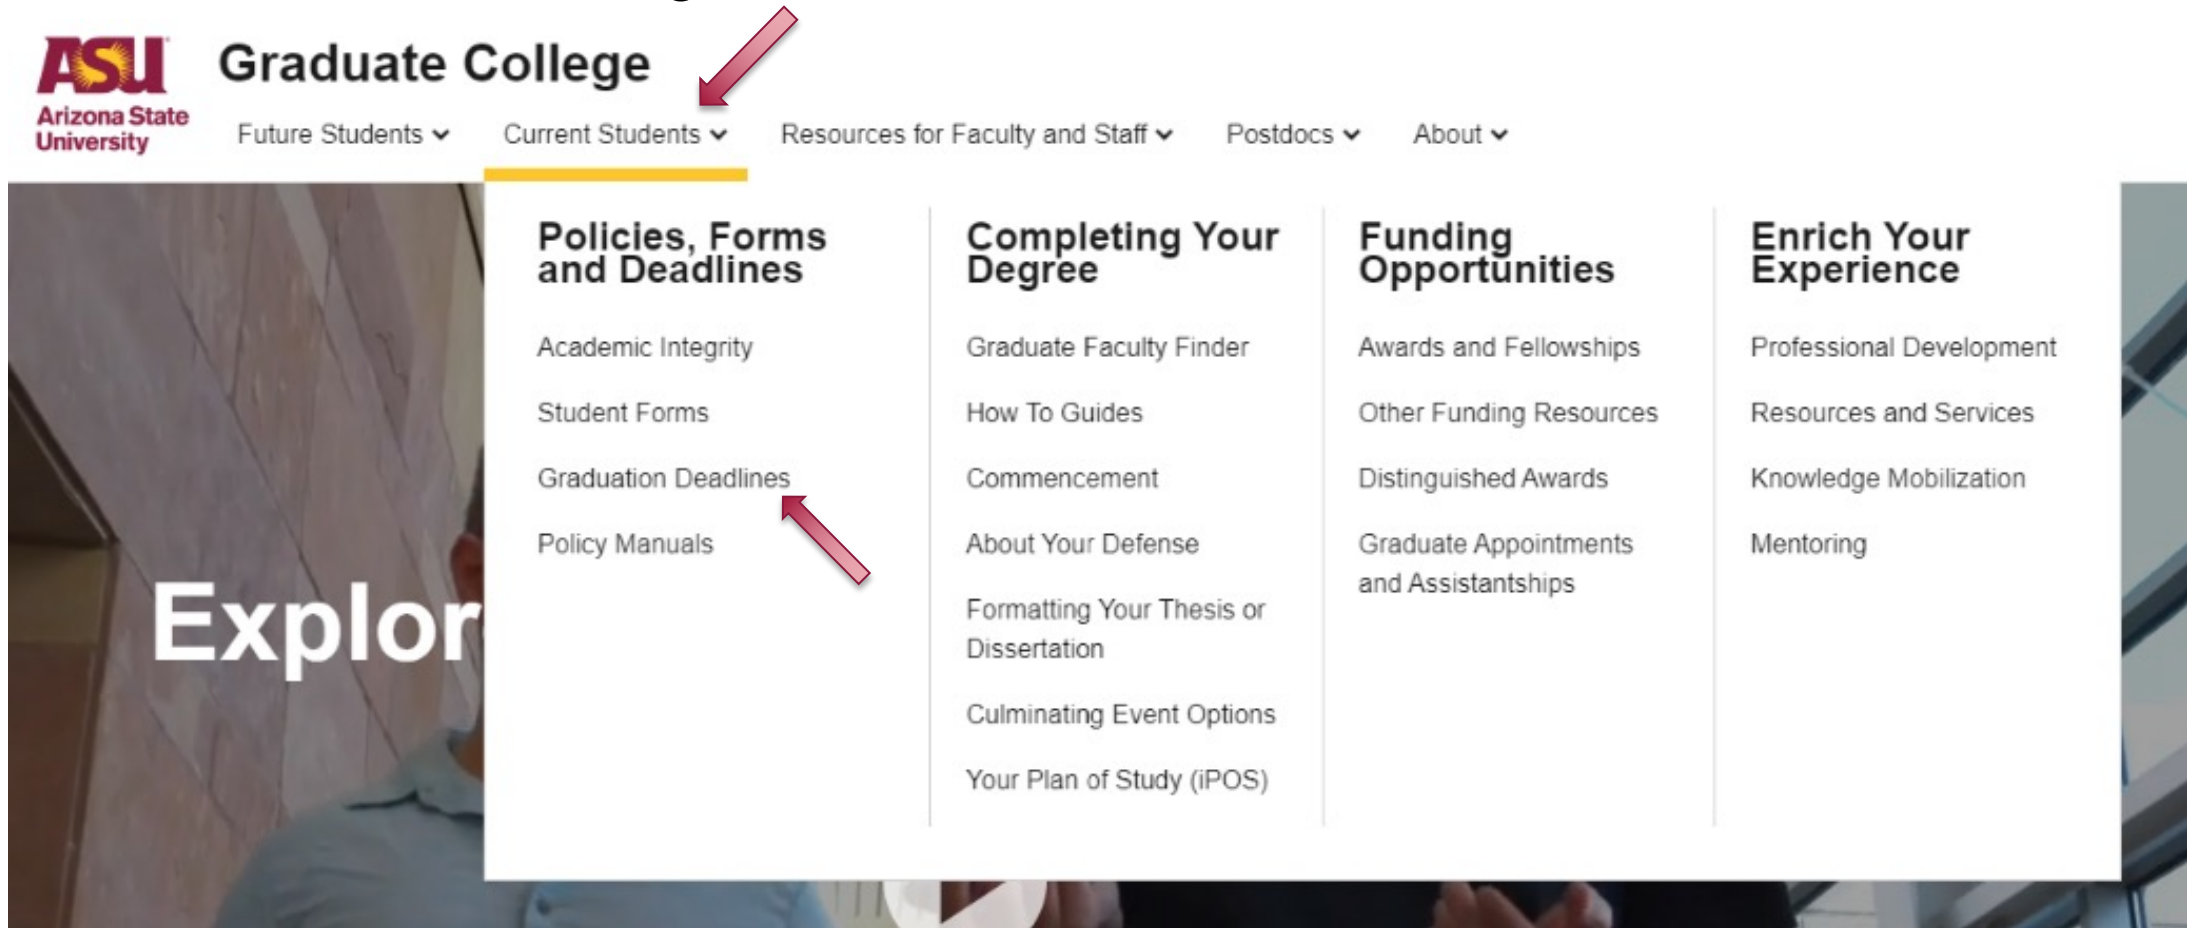 ASU
Arizona State
University
Graduate College
Future Students
Current Students
Resources for Faculty and Staff
Postdocs
About
Policies, Forms
and Deadlines
Academic Integrity
Student Forms
Graduation Deadlines
Policy Manuals
Completing Your
Degree
Graduate Faculty Finder
How To Guides
Commencement
About Your Defense
Formatting Your Thesis or
Dissertation
Culminating Event Options
Your Plan of Study (iPOS)
Funding
Opportunities
Awards and Fellowships
Other Funding Resources
Distinguished Awards
Graduate Appointments
and Assistantships
Enrich Your
Experience
Professional Development
Resources and Services
Knowledge Mobilization
Mentoring
Explor